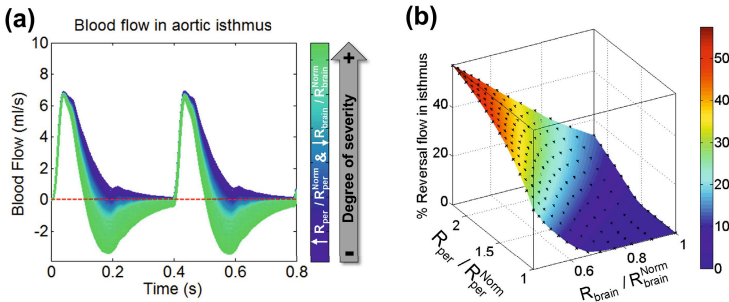 (a)
Blood flow in aortic isthmus
Blood Flow (ml/s)
10
8
6
4
2
0
-2
0 0.2 0.4 0.6 0.8
Time (s)
↑R_per / R_per^Norm & ↓R_brain / R_brain^Norm
+
Degree of severity
-
(b)
% Reversal flow in isthmus
40
20
0
2
1.5
1
R_per / R_per^Norm
0.6 0.8 1
R_brain / R_brain^Norm
50
40
30
20
10
0